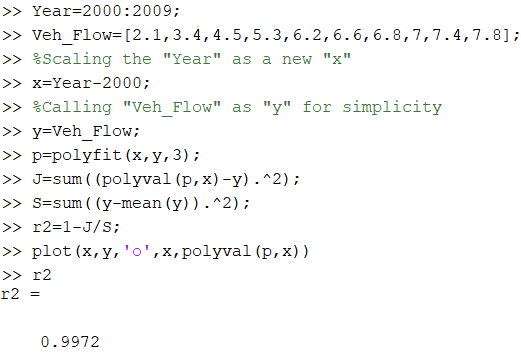 >> Year=2000:2009;
>> Veh_Flow=[2.1,3.4,4.5,5.3,6.2,6.6,6.8,7,7.4,7.8];
>> %Scaling the "Year" as a new "x"
>> x=Year-2000;
>> %Calling "Veh_Flow" as "y" for simplicity
>> y=Veh_Flow;
>> p=polyfit(x,y,3);
>> J=sum((polyval(p,x)-y).^2);
>> S=sum((y-mean(y)).^2);
>> r2=1-J/S;
>> plot(x,y,'o',x,polyval(p,x))
>> r2
r2 =
0.9972